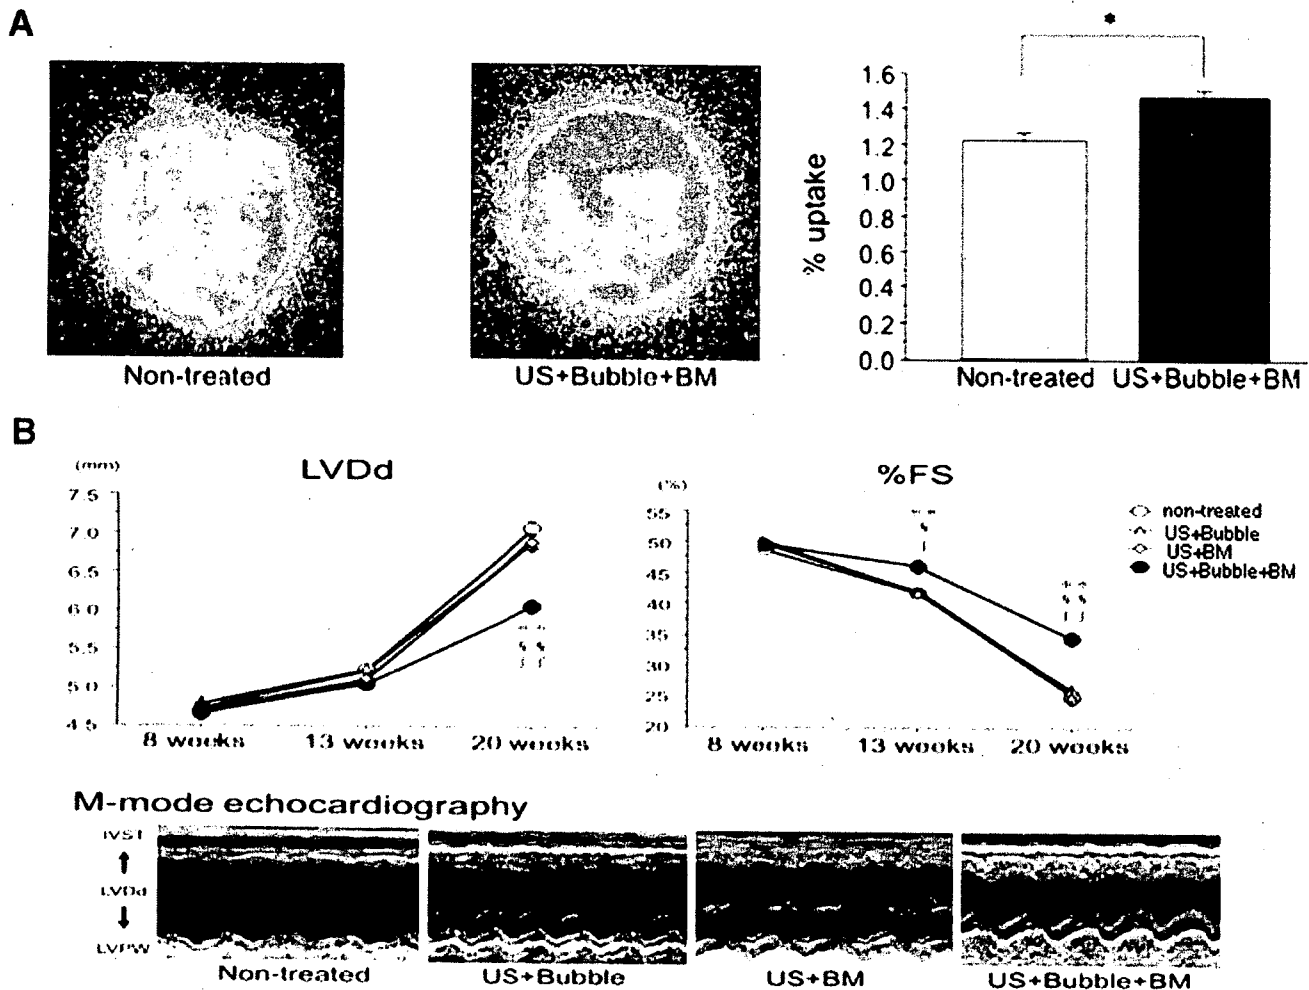 A
*
1.6
1.4
1.2
1.0
0.8
0.6
0.4
0.2
0.0
% uptake
Non-treated
US+Bubble+BM
Non-treated
US+Bubble+BM
B
(mm)
LVDd
7.5
7.0
6.5
6.0
5.5
5.0
4.5
8 weeks
13 weeks
20 weeks
(%)
%FS
55
50
45
40
35
30
25
20
8 weeks
13 weeks
20 weeks
non-treated
US+Bubble
US+BM
US+Bubble+BM
M-mode echocardiography
IVST
LVDd
LVPW
Non-treated
US+Bubble
US+BM
US+Bubble+BM